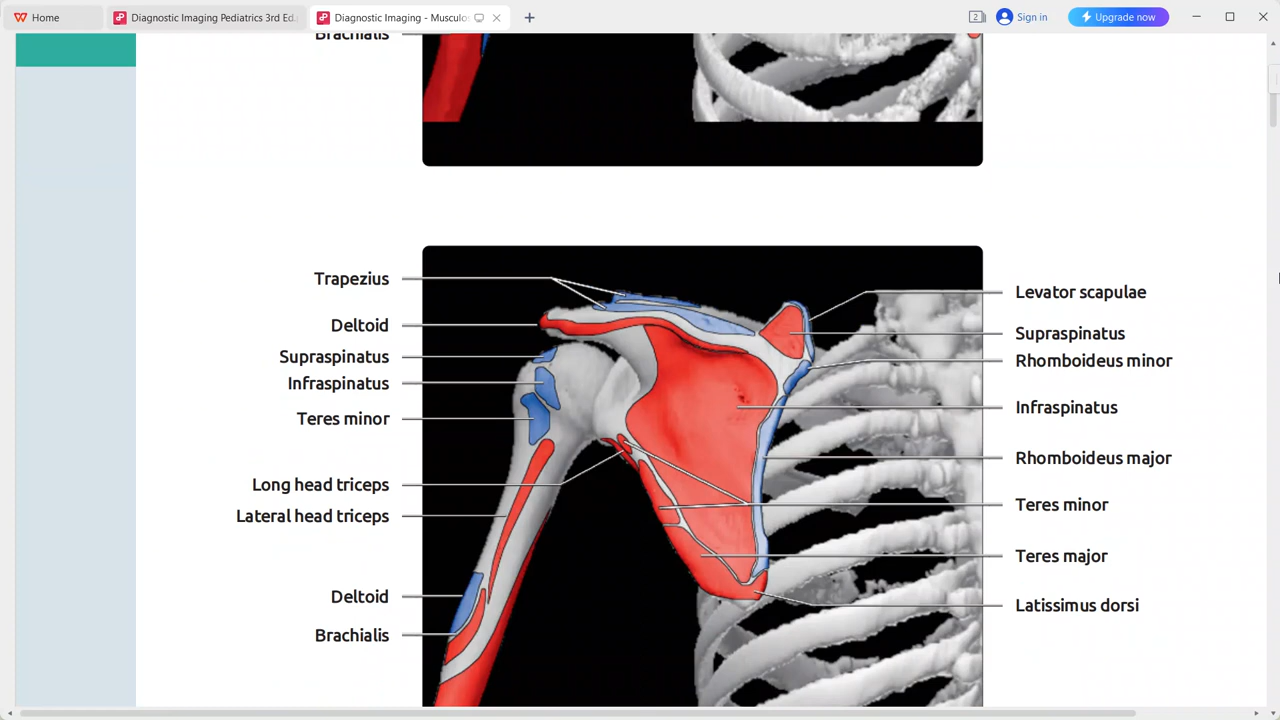 Home
Diagnostic Imaging Pediatrics 3rd Ed.
Diagnostic Imaging - Musculos
2
Sign in
Upgrade now
Brachialis
Trapezius
Deltoid
Supraspinatus
Infraspinatus
Teres minor
Long head triceps
Lateral head triceps
Deltoid
Brachialis
Levator scapulae
Supraspinatus
Rhomboideus minor
Infraspinatus
Rhomboideus major
Teres minor
Teres major
Latissimus dorsi